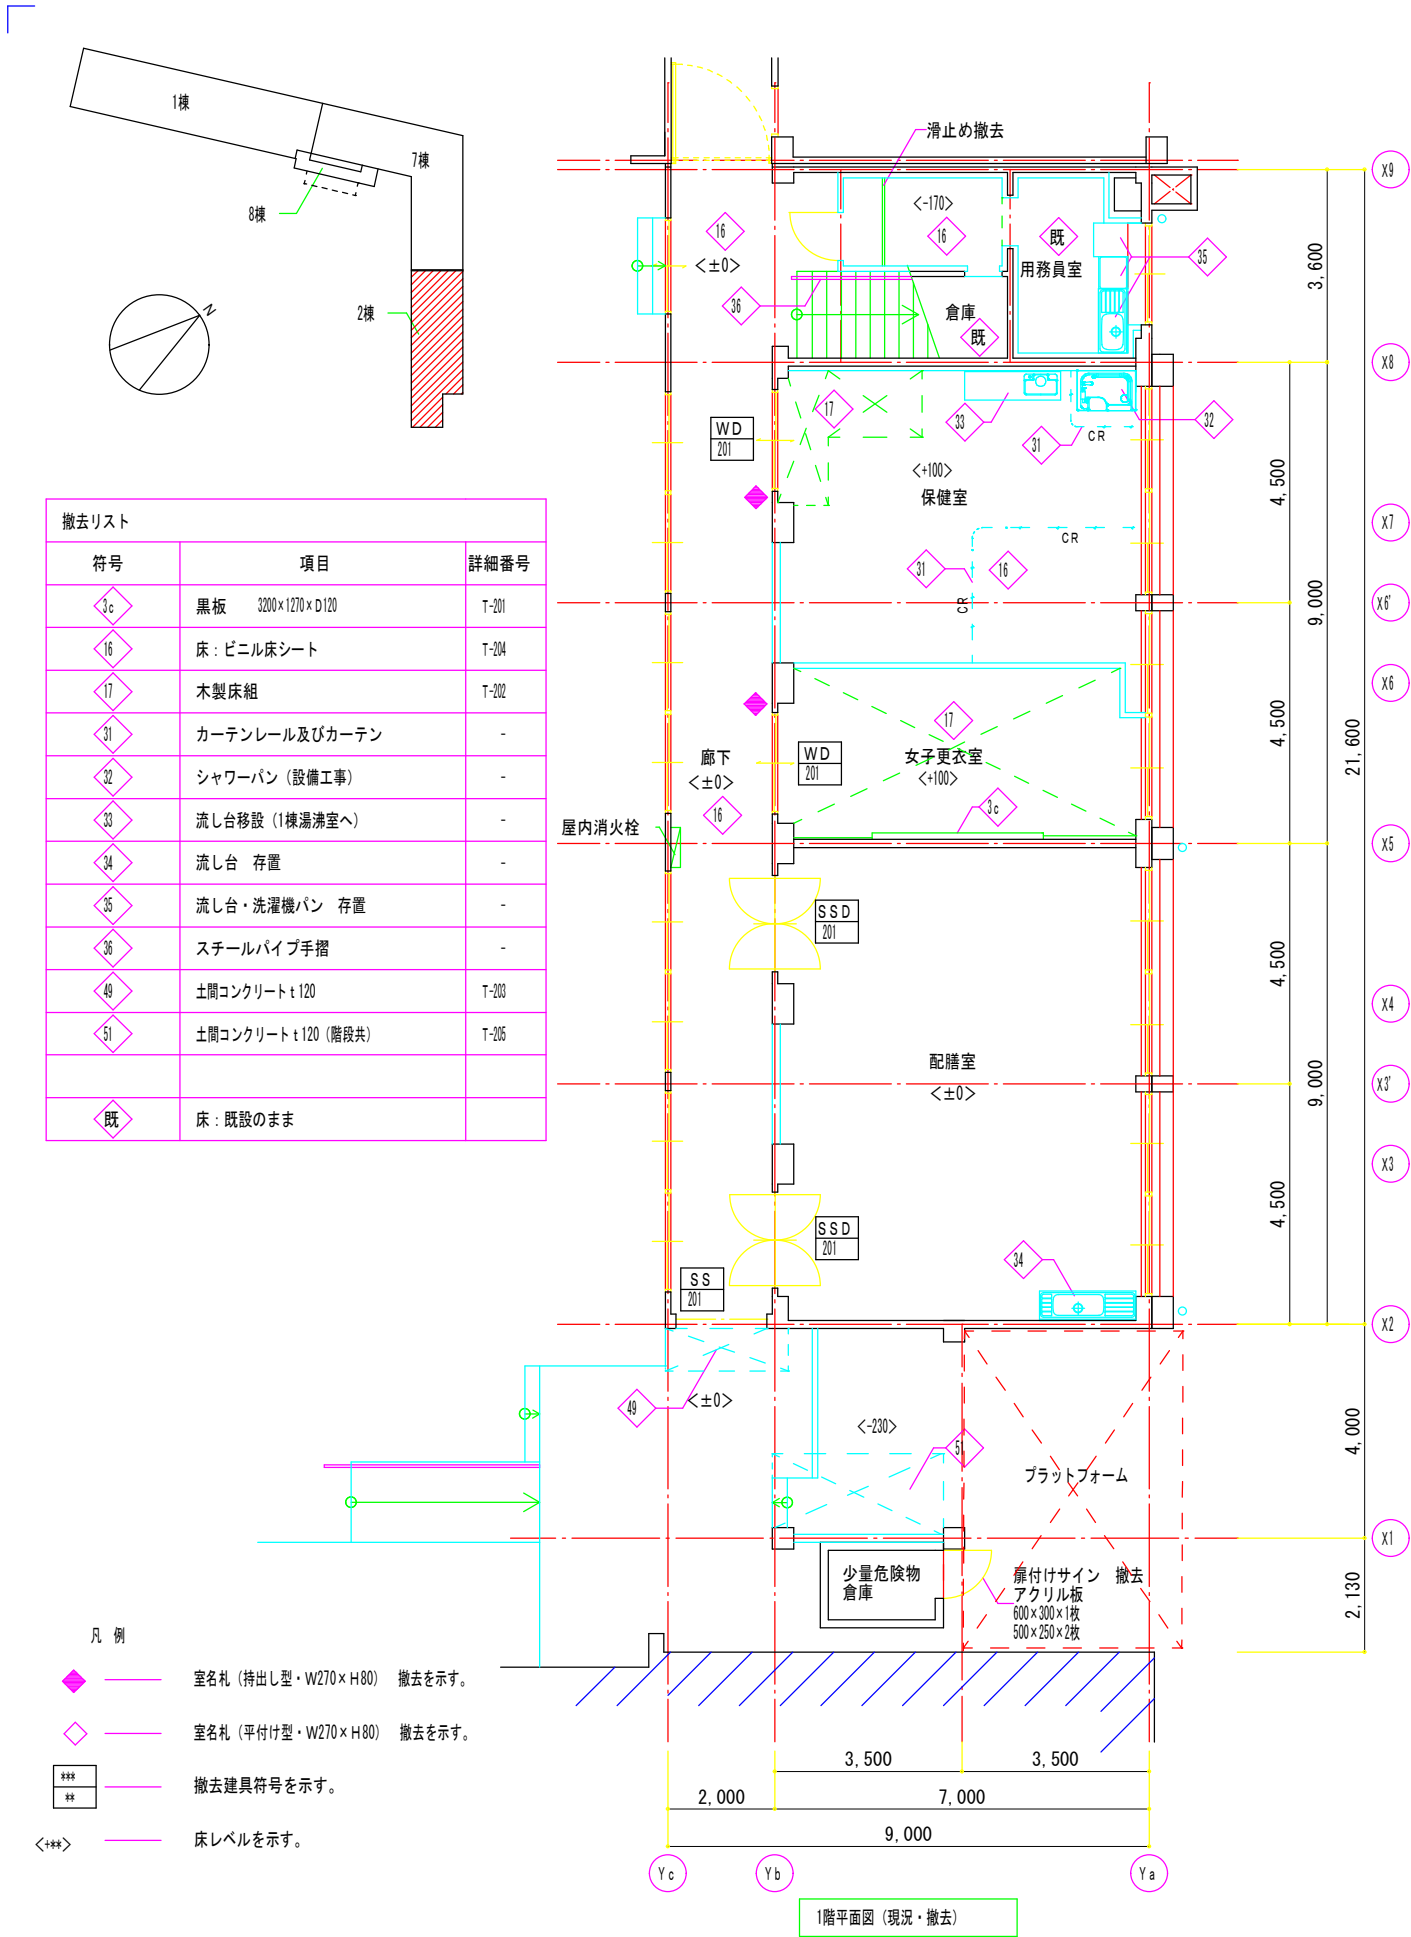 1棟
7棟
8棟
2棟
N
滑止め撤去
<-170>
16
16
<±0>
既
用務員室
35
36
倉庫
既
X9
3,600
X8
WD
201
17
33
31
CR
32
<+100>
保健室
4,500
X7
CR
31
16
CR
9,000
X6'
X6
17
4,500
21,600
廊下
<±0>
WD
201
女子更衣室
<+100>
3c
16
屋内消火栓
X5
SSD
201
4,500
X4
配膳室
<±0>
X3'
9,000
X3
4,500
SSD
201
34
SS
201
X2
49
<±0>
<-230>
51
4,000
プラットフォーム
X1
少量危険物
倉庫
扉付けサイン 撤去
アクリル板
600×300×1枚
500×250×2枚
2,130
撤去リスト
符号 項目 詳細番号
3c 黒板 3200×1270×D120 T-201
16 床：ビニル床シート T-204
17 木製床組 T-202
31 カーテンレール及びカーテン -
32 シャワーパン（設備工事） -
33 流し台移設（1棟湯沸室へ） -
34 流し台 存置 -
35 流し台・洗濯機パン 存置 -
36 スチールパイプ手摺 -
49 土間コンクリートt120 T-203
51 土間コンクリートt120（階段共） T-205
既 床：既設のまま
凡 例
室名札（持出し型・W270×H80） 撤去を示す。
室名札（平付け型・W270×H80） 撤去を示す。
***
**
撤去建具符号を示す。
<+**> 床レベルを示す。
3,500 3,500
2,000 7,000
9,000
Yc Yb Ya
1階平面図（現況・撤去）